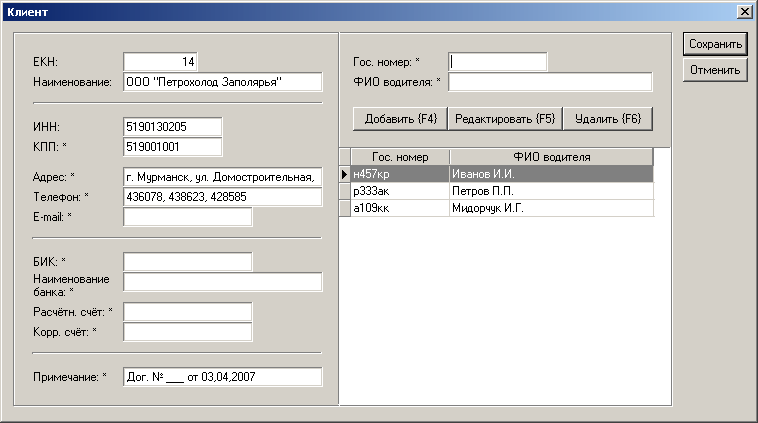 Клиент
ЕКН: 14
Наименование: ООО "Петрохолод Заполярья"
ИНН: 5190130205
КПП: * 519001001
Адрес: * г. Мурманск, ул. Домостроительная,
Телефон: * 436078, 438623, 428585
E-mail: *
БИК: *
Наименование
банка: *
Расчётн. счёт: *
Корр. счёт: *
Примечание: * Дог. № ___ от 03,04,2007
Гос. номер: *
ФИО водителя: *
Добавить {F4} Редактировать {F5} Удалить {F6}
Гос. номер ФИО водителя
н457кр Иванов И.И.
р333ак Петров П.П.
а109кк Мидорчук И.Г.
Сохранить
Отменить